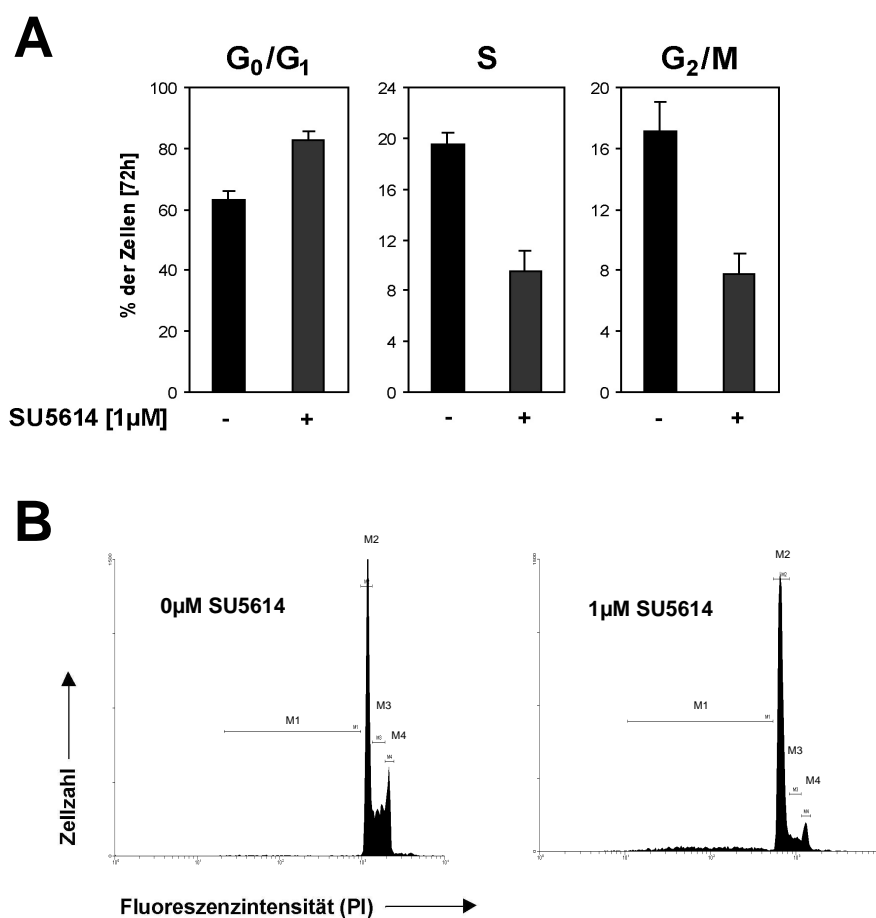 A
G0/G1 S G2/M
% der Zellen [72h]
100
80
60
40
20
0
24
20
16
12
8
4
0
20
16
12
8
4
0
SU5614 [1µM] - + - + - +
B
M2
M2
0µM SU5614
1µM SU5614
M1
M3
M4
M1
M3
M4
Zellzahl
Fluoreszenzintensität (PI)